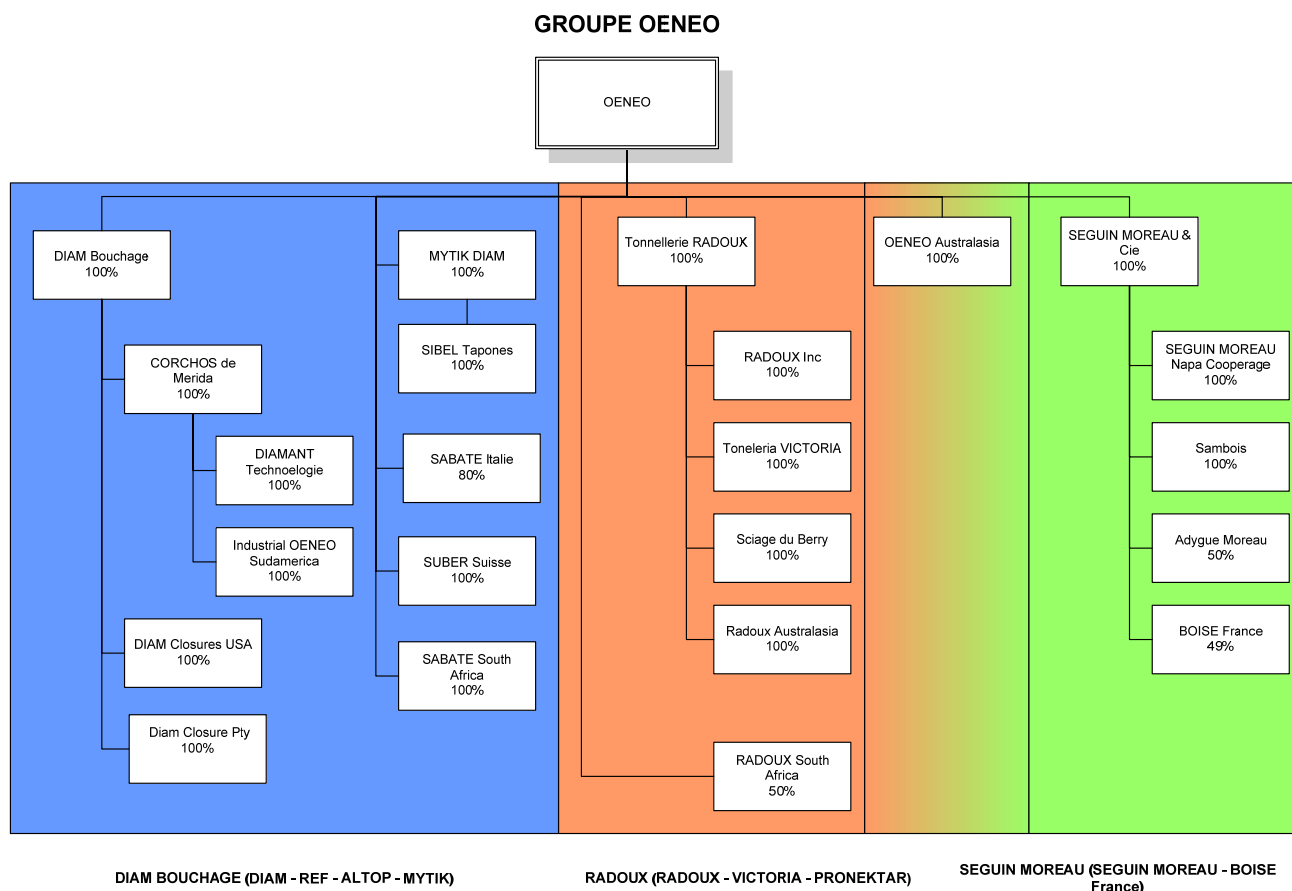 GROUPE OENEO
OENEO
DIAM Bouchage
100%
MYTIK DIAM
100%
Tonnellerie RADOUX
100%
OENEO Australasia
100%
SEGUIN MOREAU &
Cie
100%
CORCHOS de
Merida
100%
SIBEL Tapones
100%
RADOUX Inc
100%
SEGUIN MOREAU
Napa Cooperage
100%
DIAMANT
Technoelogie
100%
SABATE Italie
80%
Toneleria VICTORIA
100%
Sambois
100%
Industrial OENEO
Sudamerica
100%
SUBER Suisse
100%
Sciage du Berry
100%
Adygue Moreau
50%
DIAM Closures USA
100%
SABATE South
Africa
100%
Radoux Australasia
100%
BOISE France
49%
Diam Closure Pty
100%
RADOUX South
Africa
50%
DIAM BOUCHAGE (DIAM - REF - ALTOP - MYTIK)
RADOUX (RADOUX - VICTORIA - PRONEKTAR)
SEGUIN MOREAU (SEGUIN MOREAU - BOISE
France)